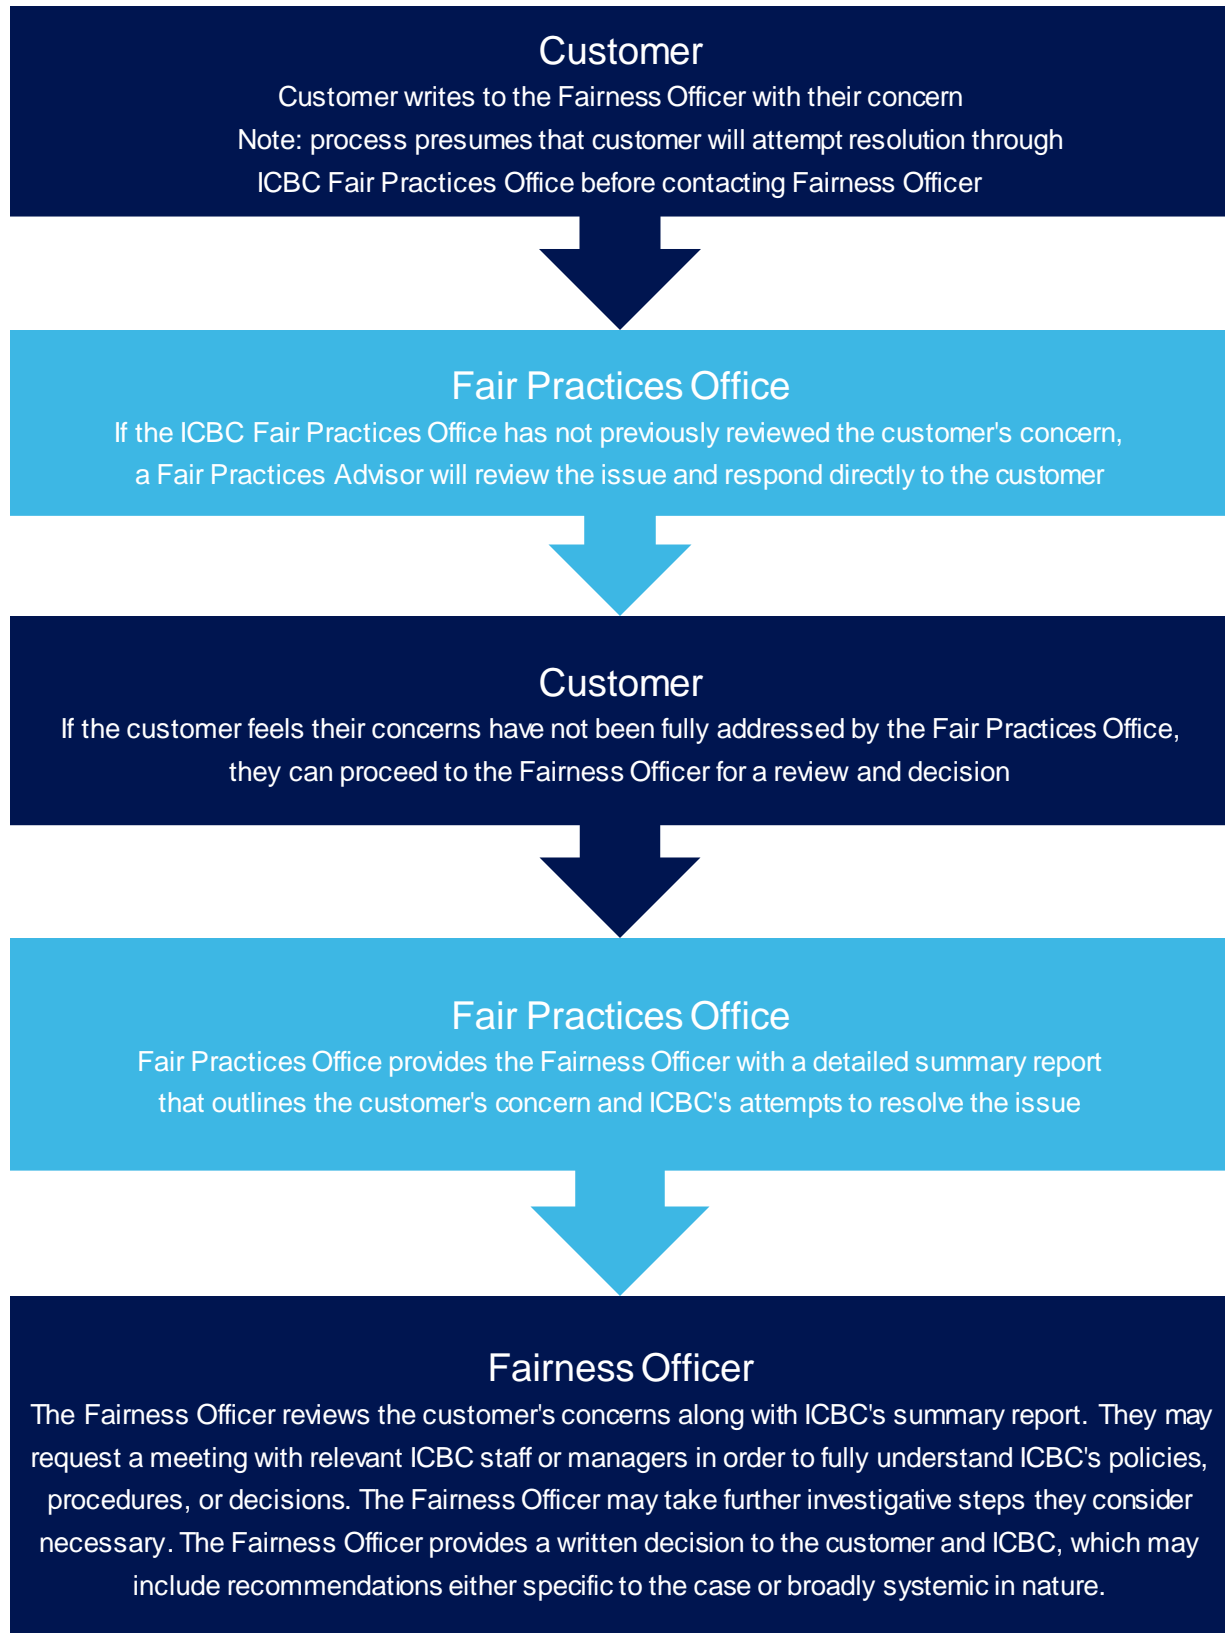 Customer
Customer writes to the Fairness Officer with their concern
Note: process presumes that customer will attempt resolution through
ICBC Fair Practices Office before contacting Fairness Officer
Fair Practices Office
If the ICBC Fair Practices Office has not previously reviewed the customer's concern,
a Fair Practices Advisor will review the issue and respond directly to the customer
Customer
If the customer feels their concerns have not been fully addressed by the Fair Practices Office,
they can proceed to the Fairness Officer for a review and decision
Fair Practices Office
Fair Practices Office provides the Fairness Officer with a detailed summary report
that outlines the customer's concern and ICBC's attempts to resolve the issue
Fairness Officer
The Fairness Officer reviews the customer's concerns along with ICBC's summary report. They may
request a meeting with relevant ICBC staff or managers in order to fully understand ICBC's policies,
procedures, or decisions. The Fairness Officer may take further investigative steps they consider
necessary. The Fairness Officer provides a written decision to the customer and ICBC, which may
include recommendations either specific to the case or broadly systemic in nature.